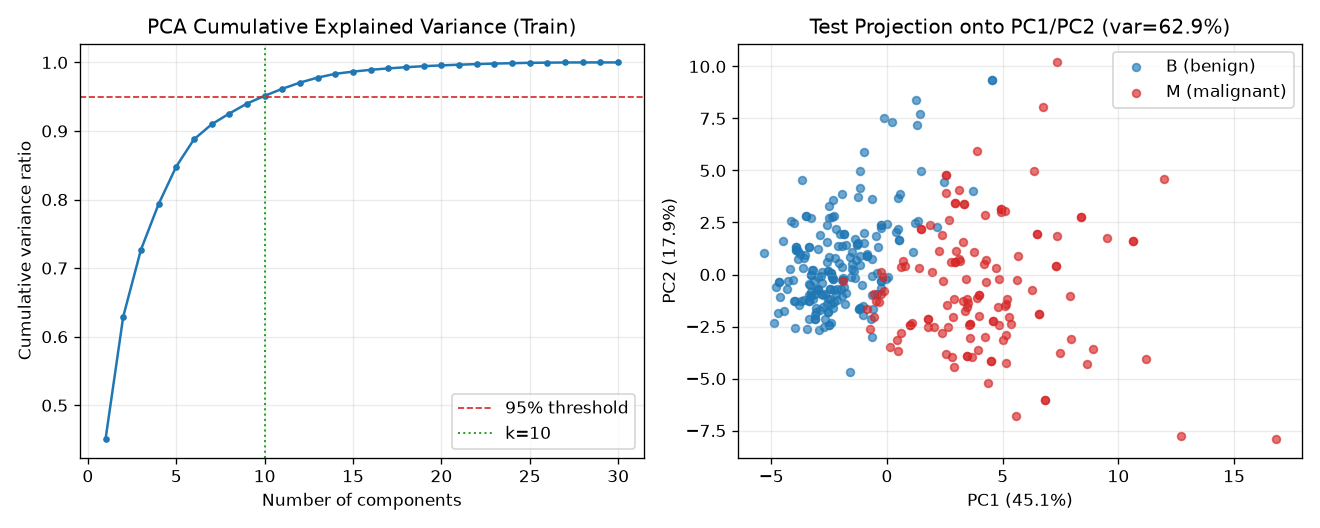 PCA Cumulative Explained Variance (Train)
1.0
0.9
0.8
0.7
0.6
0.5
Cumulative variance ratio
0
5
10
15
20
25
30
Number of components
95% threshold
k=10
Test Projection onto PC1/PC2 (var=62.9%)
10.0
7.5
5.0
2.5
0.0
−2.5
−5.0
−7.5
PC2 (17.9%)
−5
0
5
10
15
PC1 (45.1%)
B (benign)
M (malignant)